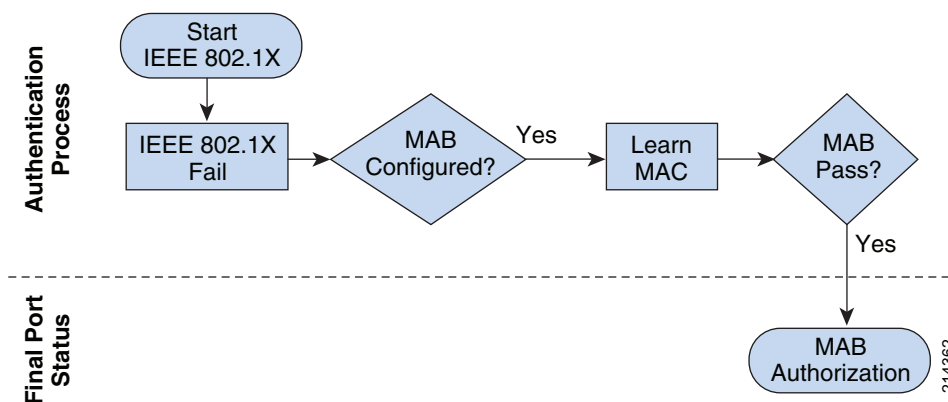 Authentication
Process
Start
IEEE 802.1X
IEEE 802.1X
Fail
MAB
Configured?
Yes
Learn
MAC
MAB
Pass?
Yes
Final Port
Status
MAB
Authorization